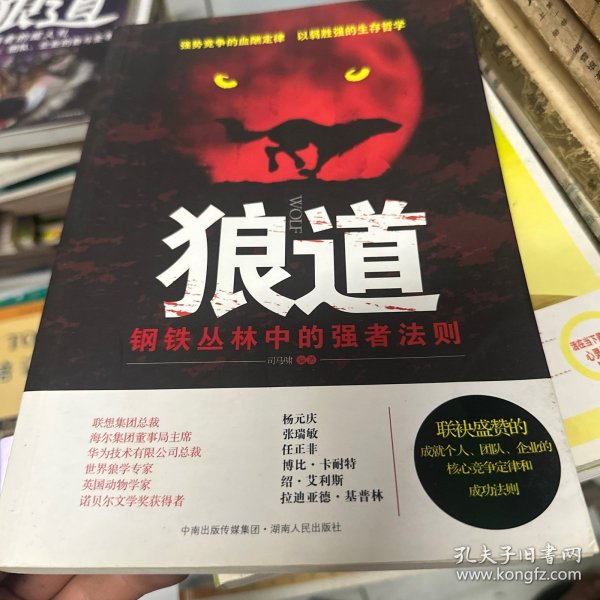 狼道
强势竞争的血酬定律 以弱胜强的生存哲学
狼道
WOLF
钢铁丛林中的强者法则
司马啸 编著
联想集团总裁 杨元庆
海尔集团董事局主席 张瑞敏
华为技术有限公司总裁 任正非
世界狼学专家 博比·卡耐特
英国动物学家 绍·艾利斯
诺贝尔文学奖获得者 拉迪亚德·基普林
联袂盛赞的
成就个人、团队、企业的
核心竞争定律和
成功法则
中南出版传媒集团·湖南人民出版社
孔夫子旧书网
www.kongfz.com